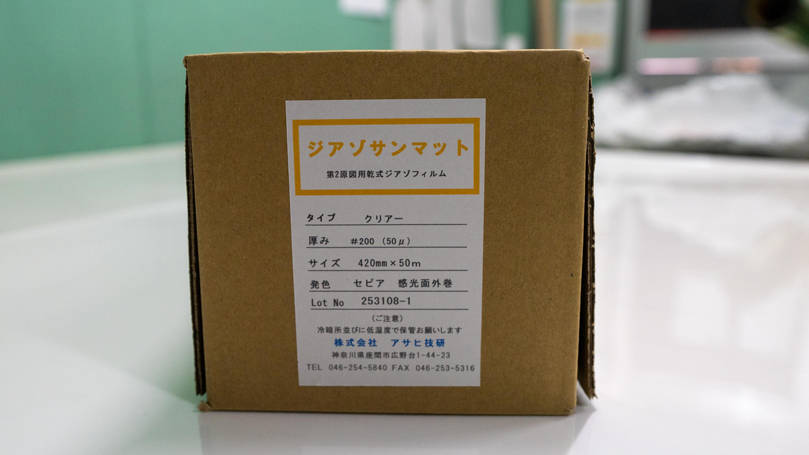 ジアゾサンマット
第2原図用乾式ジアゾフィルム
タイプ クリアー
厚み #200 (50μ)
サイズ 420mm×50m
発色 セピア 感光面外巻
Lot No 253108-1
(ご注意)
冷暗所並びに低湿度で保管お願いします
株式会社 アサヒ技研
神奈川県座間市広野台1-44-23
TEL 046-254-5840 FAX 046-253-5316